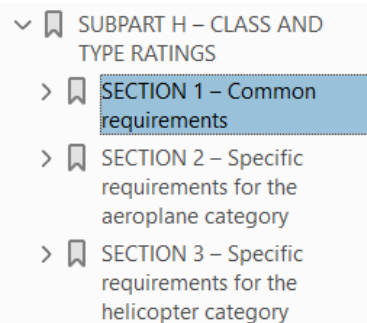 SUBPART H – CLASS AND
TYPE RATINGS
SECTION 1 – Common
requirements
SECTION 2 – Specific
requirements for the
aeroplane category
SECTION 3 – Specific
requirements for the
helicopter category